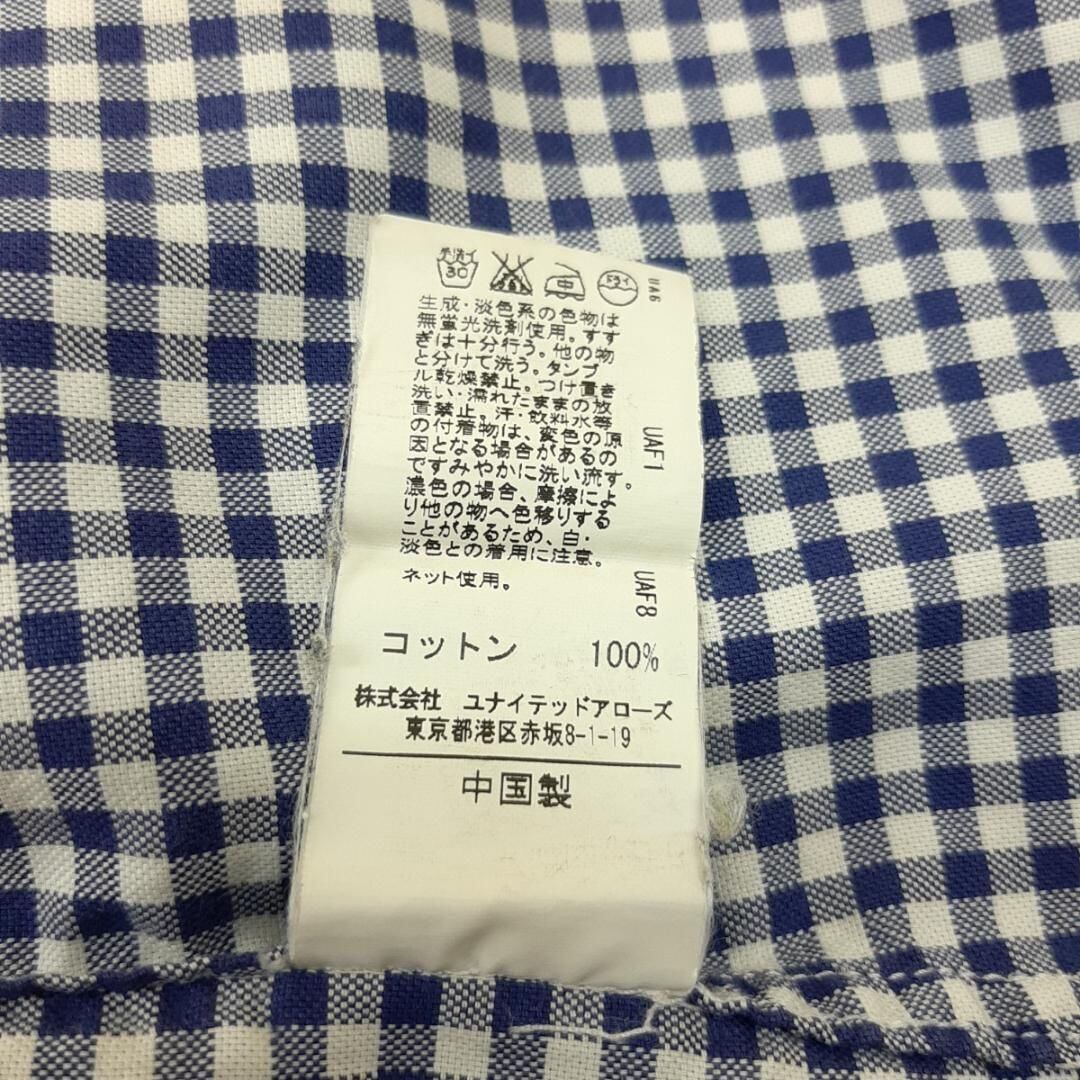 手洗イ
30
中
ドライ
UA6
生成・淡色系の色物は
無蛍光洗剤使用。すす
ぎは十分行う。他の物
と分けて洗う。タンブ
ル乾燥禁止。つけ置き
洗い・濡れたままの放
置禁止。汗・飲料水等
の付着物は、変色の原
因となる場合があるの
ですみやかに洗い流す。
濃色の場合、摩擦によ
り他の物へ色移りする
ことがあるため、白・
淡色との着用に注意。
ネット使用。
UAF1
UAF8
コットン 100%
株式会社 ユナイテッドアローズ
東京都港区赤坂8-1-19
中国製